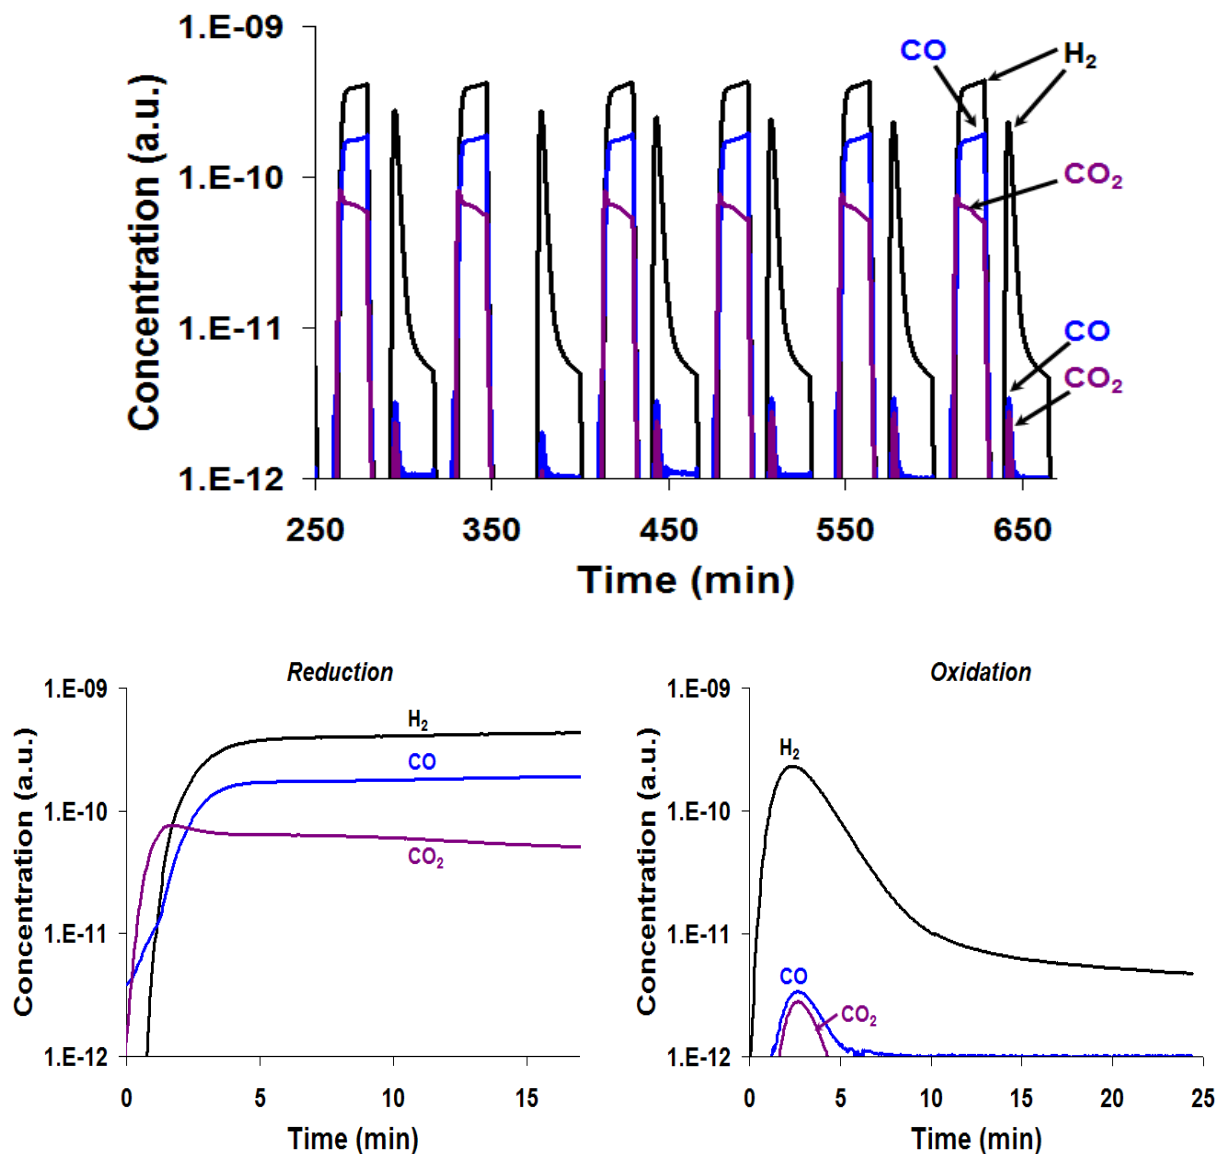 1.E-09
1.E-10
1.E-11
1.E-12
Concentration (a.u.)
CO
H₂
CO₂
CO
CO₂
250
350
450
550
650
Time (min)
Reduction
1.E-09
1.E-10
1.E-11
1.E-12
Concentration (a.u.)
H₂
CO
CO₂
0
5
10
15
Time (min)
Oxidation
1.E-09
1.E-10
1.E-11
1.E-12
Concentration (a.u.)
H₂
CO
CO₂
0
5
10
15
20
25
Time (min)